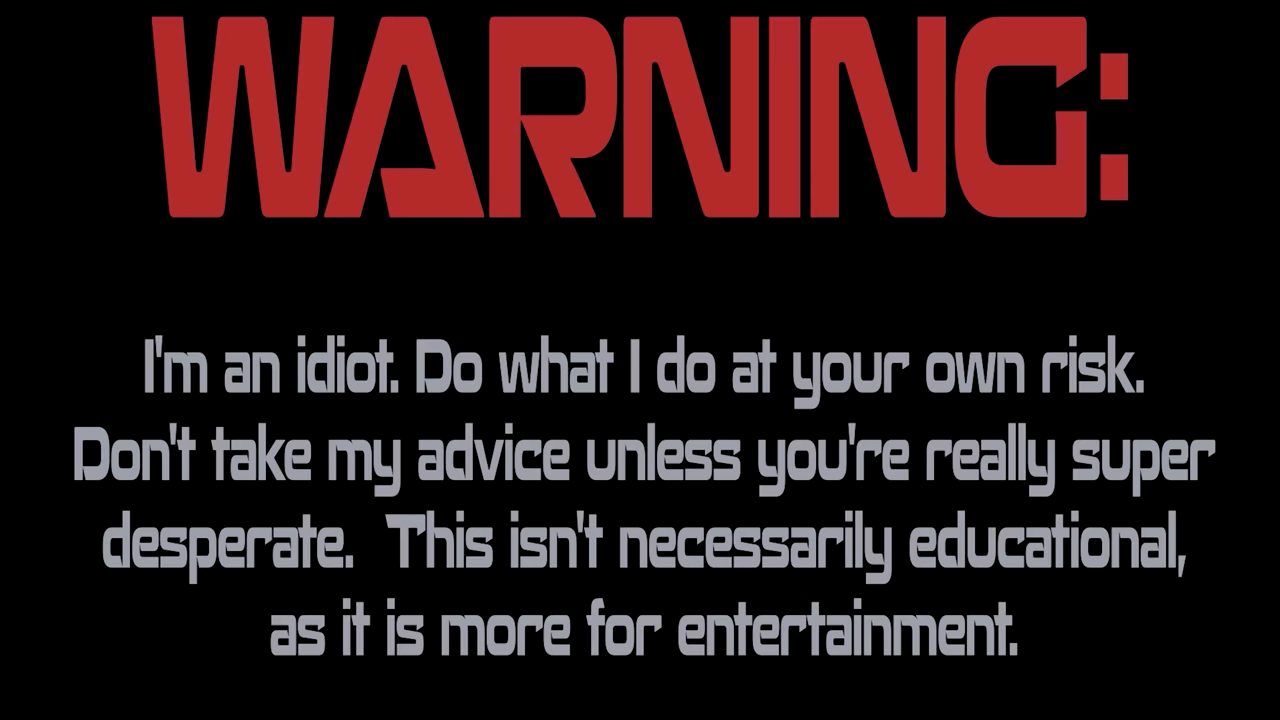 WARNING:
I'm an idiot. Do what I do at your own risk.
Don't take my advice unless you're really super
desperate.  This isn't necessarily educational,
as it is more for entertainment.